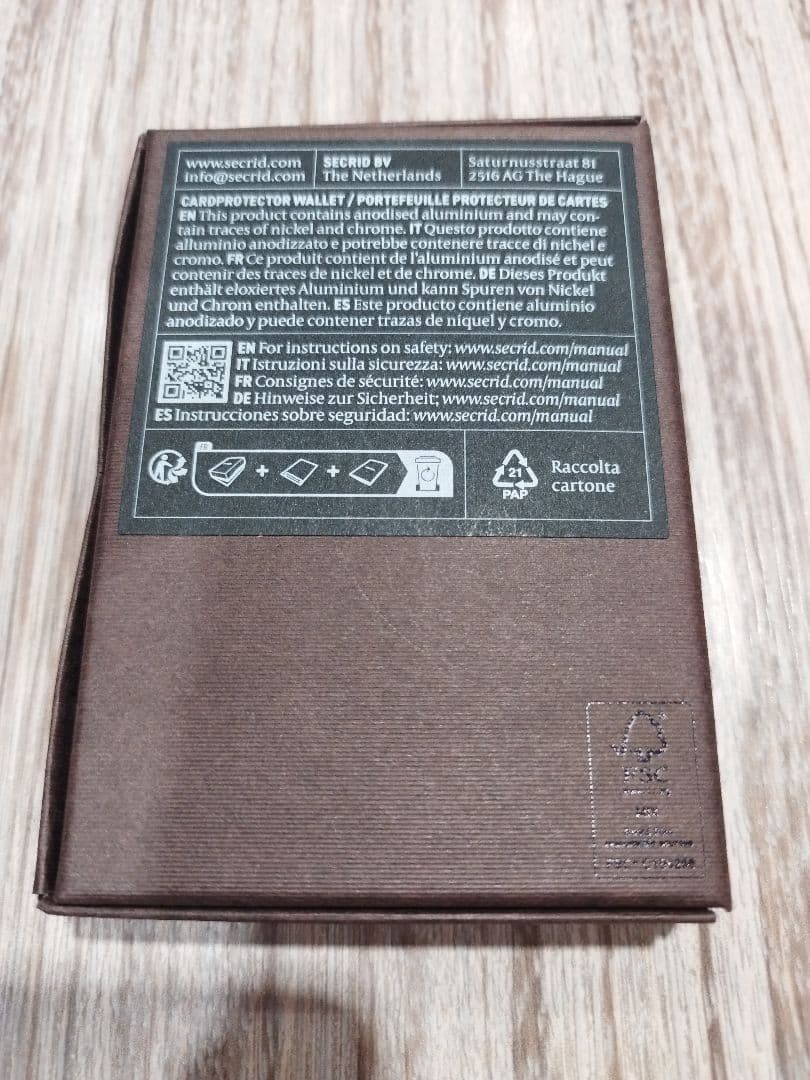 www.secrid.com
info@secrid.com
SECRID BV
The Netherlands
Saturnusstraat 81
2516 AG The Hague
CARDPROTECTOR WALLET / PORTEFEUILLE PROTECTEUR DE CARTES
EN This product contains anodised aluminium and may con-
tain traces of nickel and chrome. IT Questo prodotto contiene
alluminio anodizzato e potrebbe contenere tracce di nichel e
cromo. FR Ce produit contient de l'aluminium anodisé et peut
contenir des traces de nickel et de chrome. DE Dieses Produkt
enthält eloxiertes Aluminium und kann Spuren von Nickel
und Chrom enthalten. ES Este producto contiene aluminio
anodizado y puede contener trazas de níquel y cromo.
EN For instructions on safety: www.secrid.com/manual
IT Istruzioni sulla sicurezza: www.secrid.com/manual
FR Consignes de sécurité: www.secrid.com/manual
DE Hinweise zur Sicherheit; www.secrid.com/manual
ES Instrucciones sobre seguridad: www.secrid.com/manual
FR
+ +
21
PAP
Raccolta
cartone
FSC